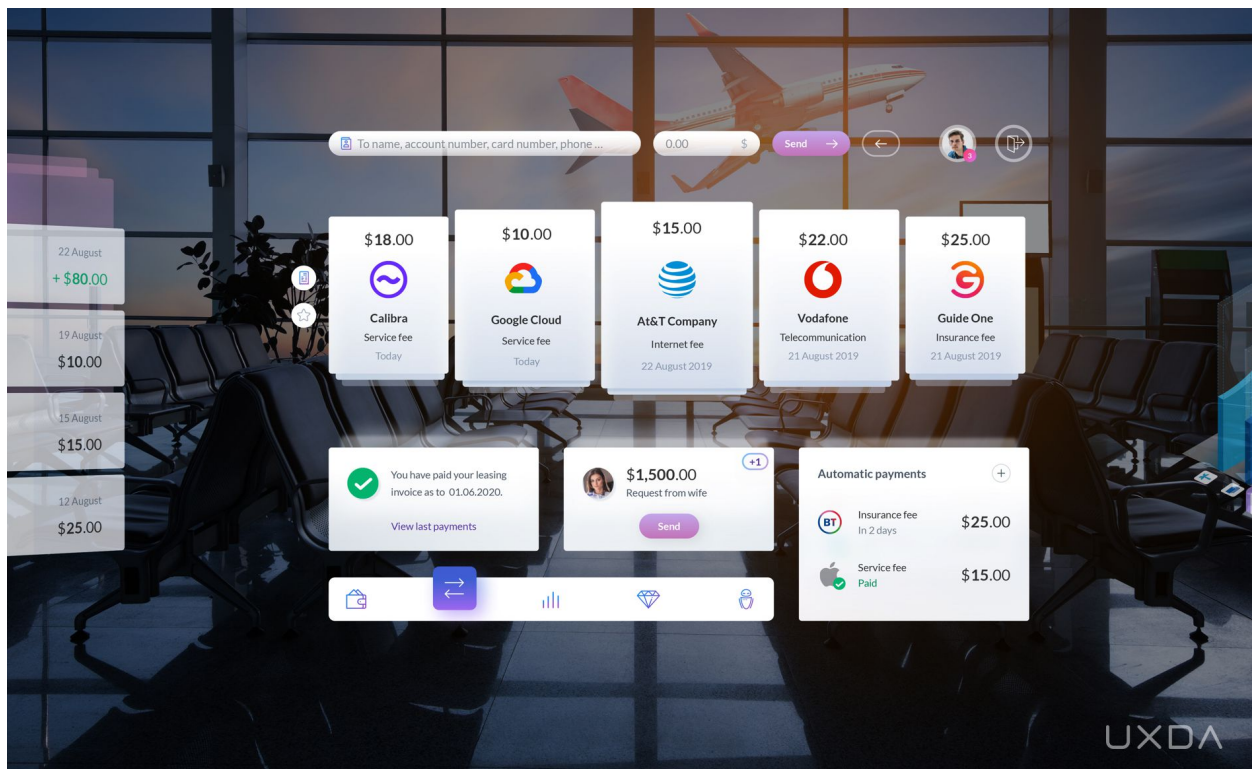 To name, account number, card number, phone ...
0.00 $
Send →
←
3
22 August
+ $80.00
19 August
$10.00
15 August
$15.00
12 August
$25.00
$18.00
Calibra
Service fee
Today
$10.00
Google Cloud
Service fee
Today
$15.00
At&T Company
Internet fee
22 August 2019
$22.00
Vodafone
Telecommunication
21 August 2019
$25.00
Guide One
Insurance fee
21 August 2019
You have paid your leasing
invoice as to 01.06.2020.
View last payments
+1
$1,500.00
Request from wife
Send
Automatic payments
+
BT
Insurance fee
In 2 days
$25.00
Service fee
Paid
$15.00
UXDA